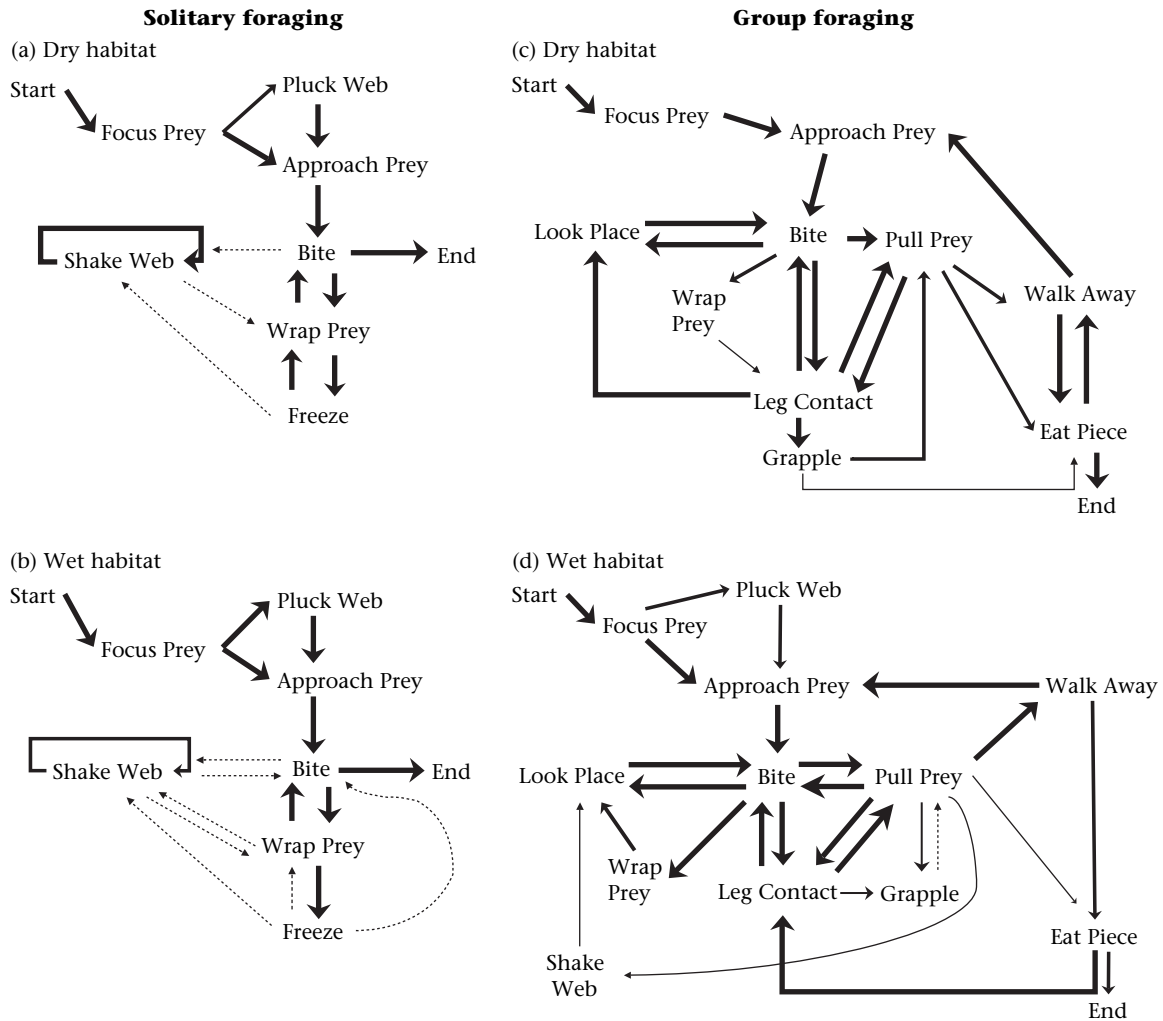 Solitary foraging
(a) Dry habitat
Start
Pluck Web
Focus Prey
Approach Prey
Shake Web
Bite
End
Wrap Prey
Freeze
(b) Wet habitat
Start
Pluck Web
Focus Prey
Approach Prey
Shake Web
Bite
End
Wrap Prey
Freeze
Group foraging
(c) Dry habitat
Start
Focus Prey
Approach Prey
Look Place
Bite
Pull Prey
Wrap
Prey
Walk Away
Leg Contact
Eat Piece
Grapple
End
(d) Wet habitat
Start
Pluck Web
Focus Prey
Approach Prey
Walk Away
Look Place
Bite
Pull Prey
Wrap
Prey
Leg Contact
Grapple
Eat Piece
Shake
Web
End